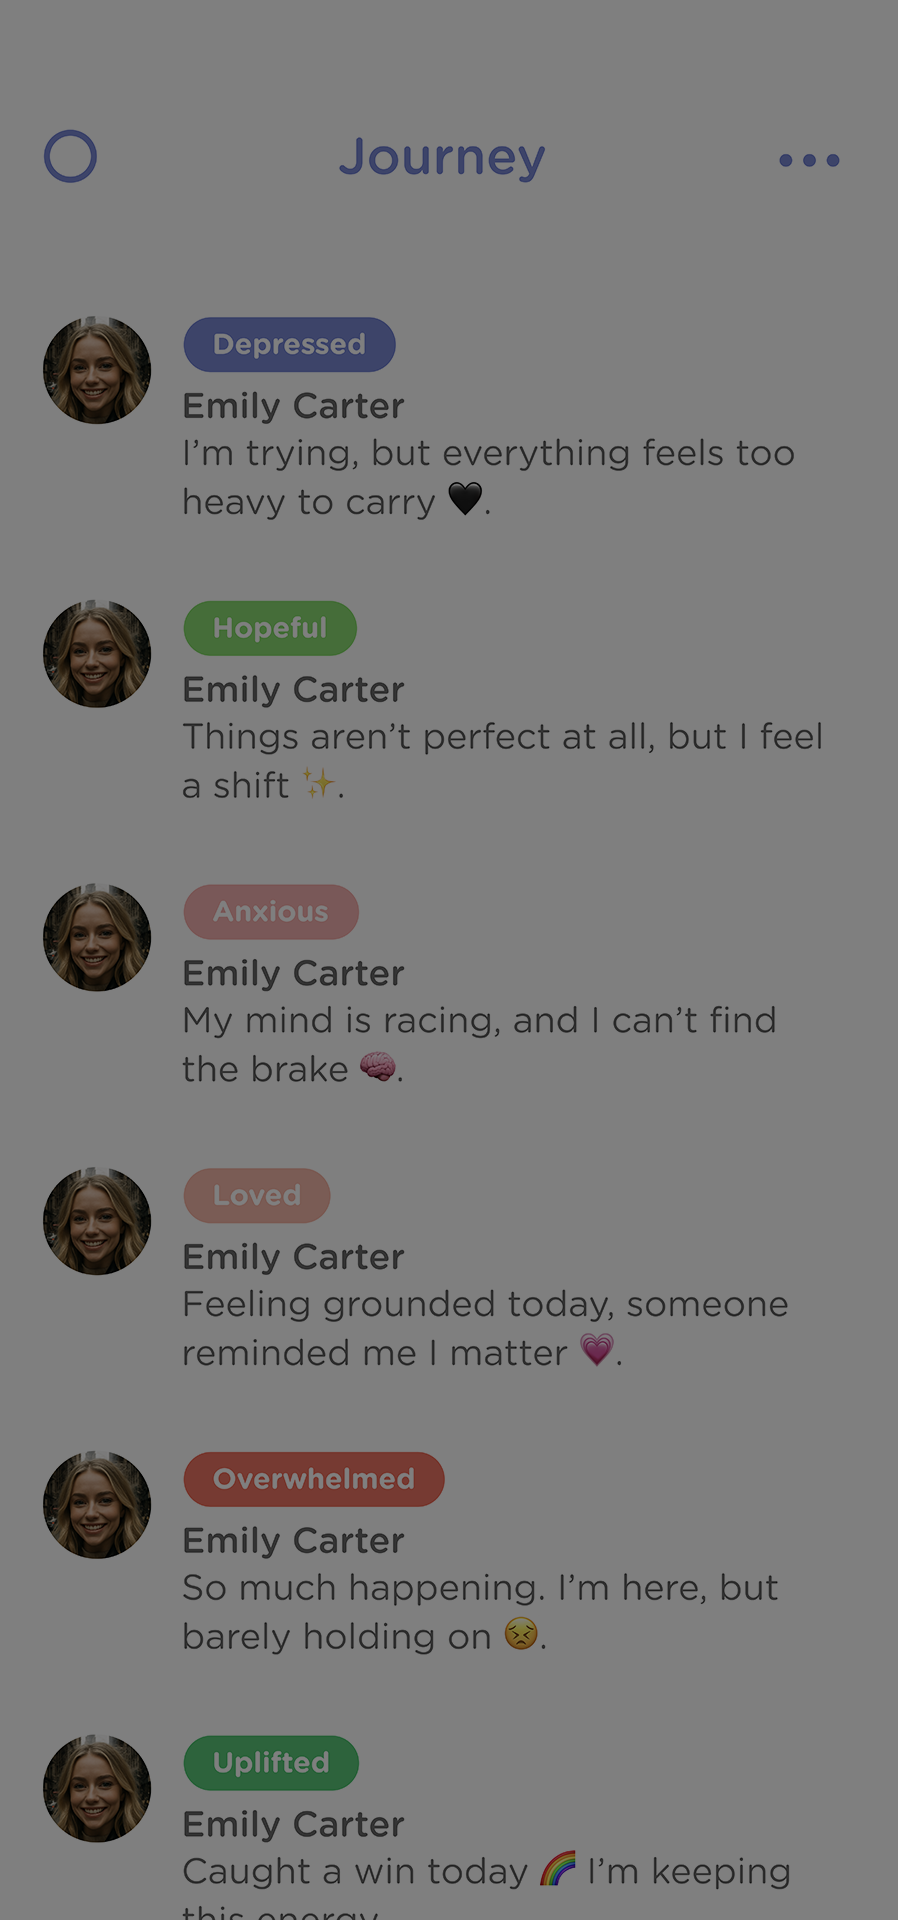 Journey
Depressed
Emily Carter
I’m trying, but everything feels too
heavy to carry 🖤.
Hopeful
Emily Carter
Things aren’t perfect at all, but I feel
a shift ✨.
Anxious
Emily Carter
My mind is racing, and I can’t find
the brake 🧠.
Loved
Emily Carter
Feeling grounded today, someone
reminded me I matter 💗.
Overwhelmed
Emily Carter
So much happening. I’m here, but
barely holding on 😣.
Uplifted
Emily Carter
Caught a win today 🌈 I’m keeping
this energy